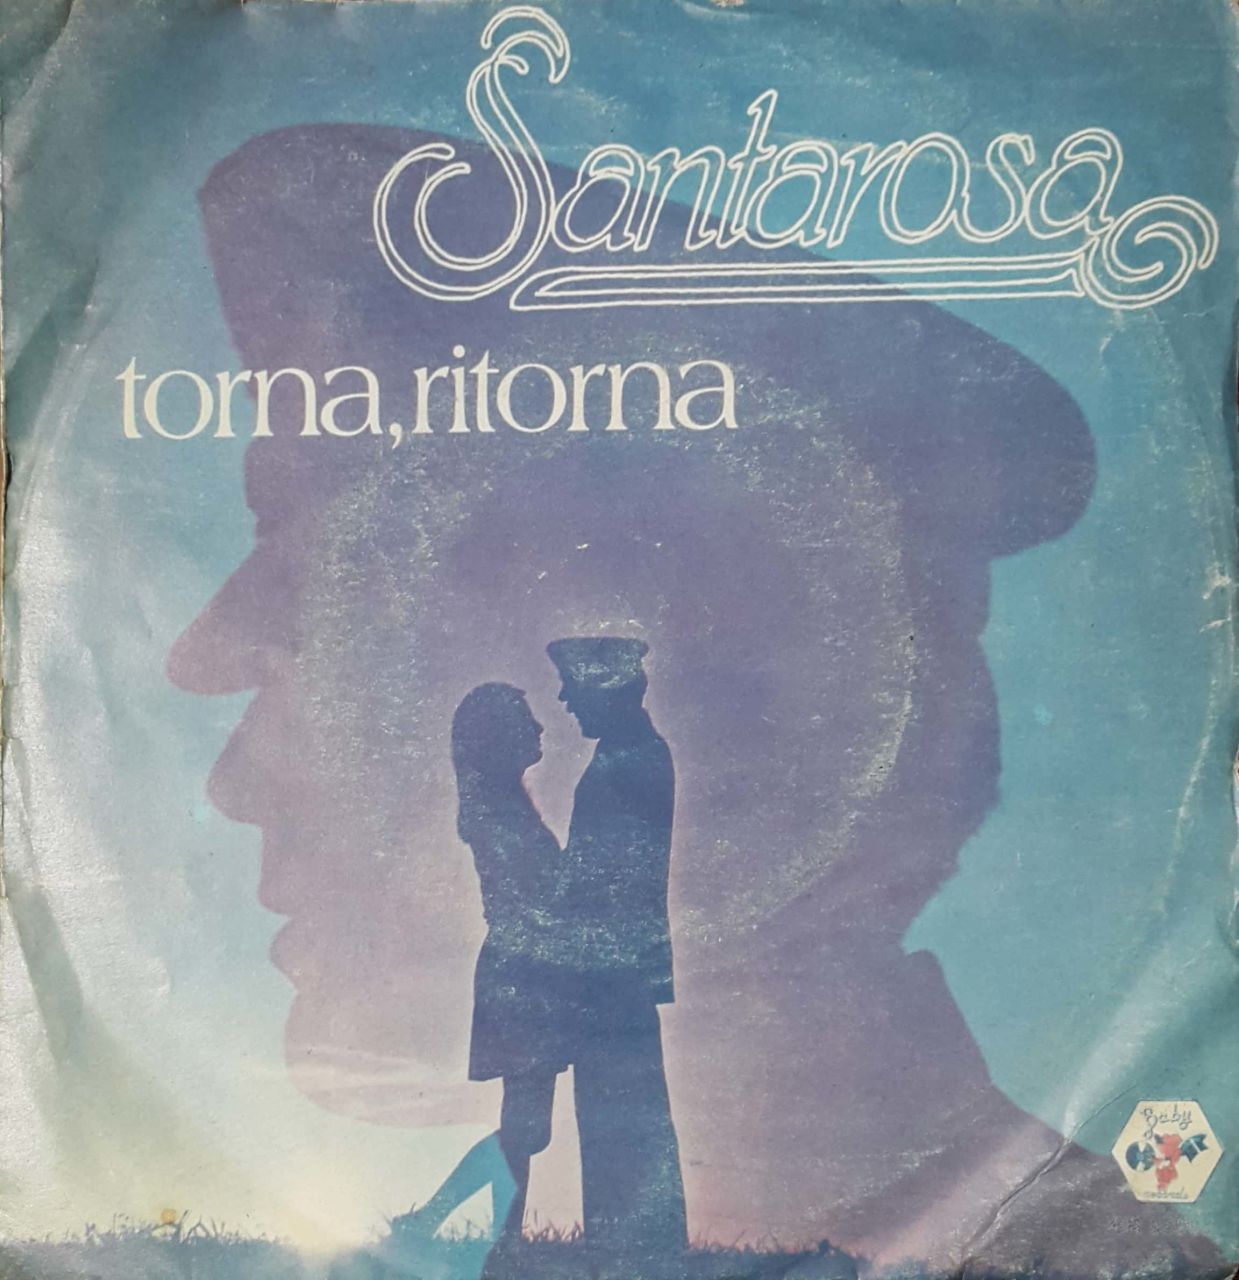 Santarosa
torna, ritorna
Baby
records